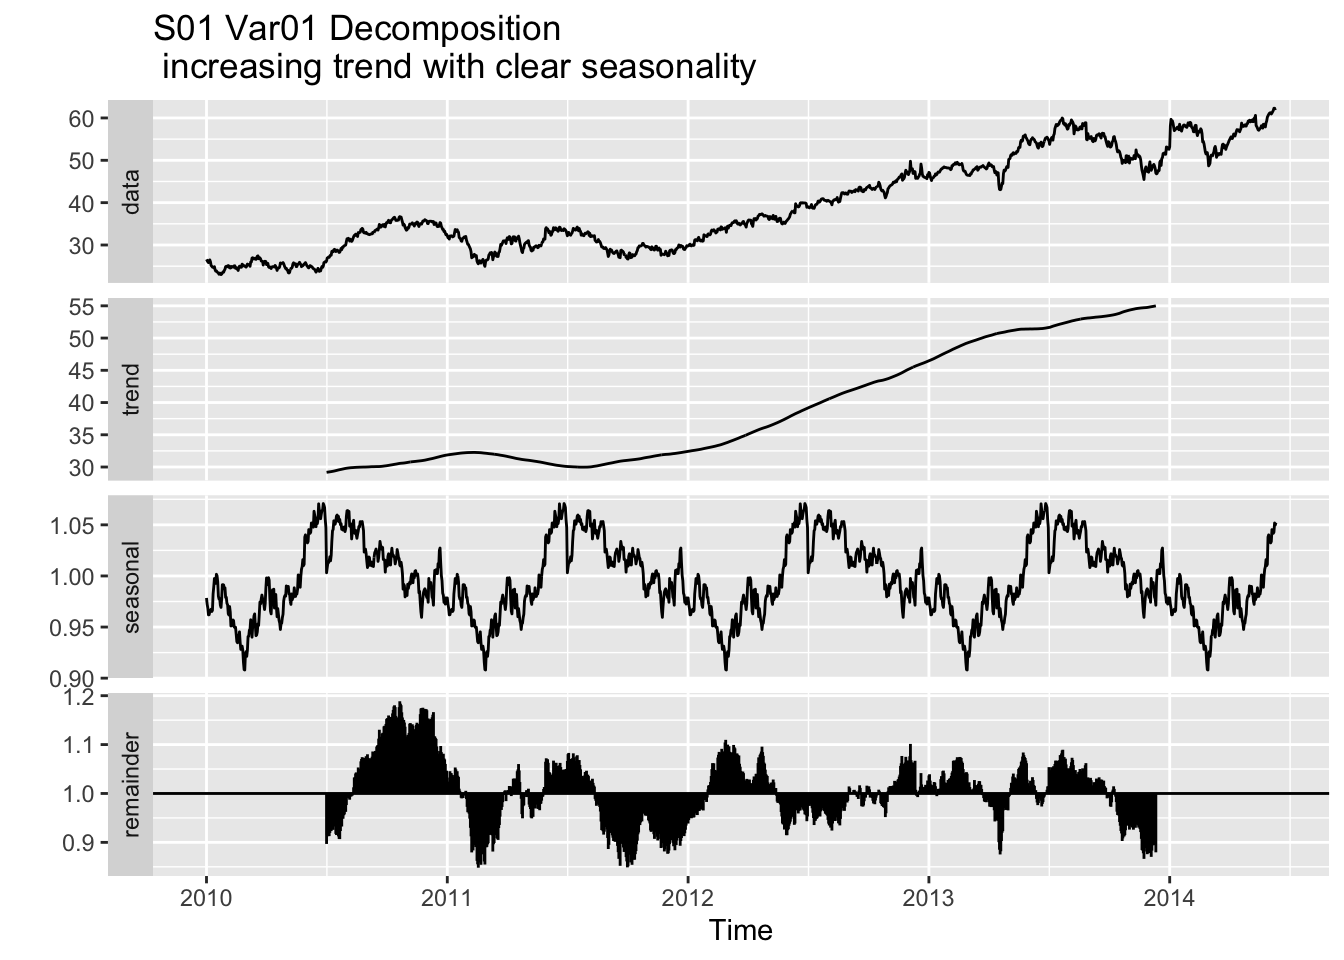 S01 Var01 Decomposition
increasing trend with clear seasonality
60
50
40
30
data
55
50
45
40
35
30
trend
1.05
1.00
0.95
0.90
seasonal
1.2
1.1
1.0
0.9
remainder
2010 2011 2012 2013 2014
Time